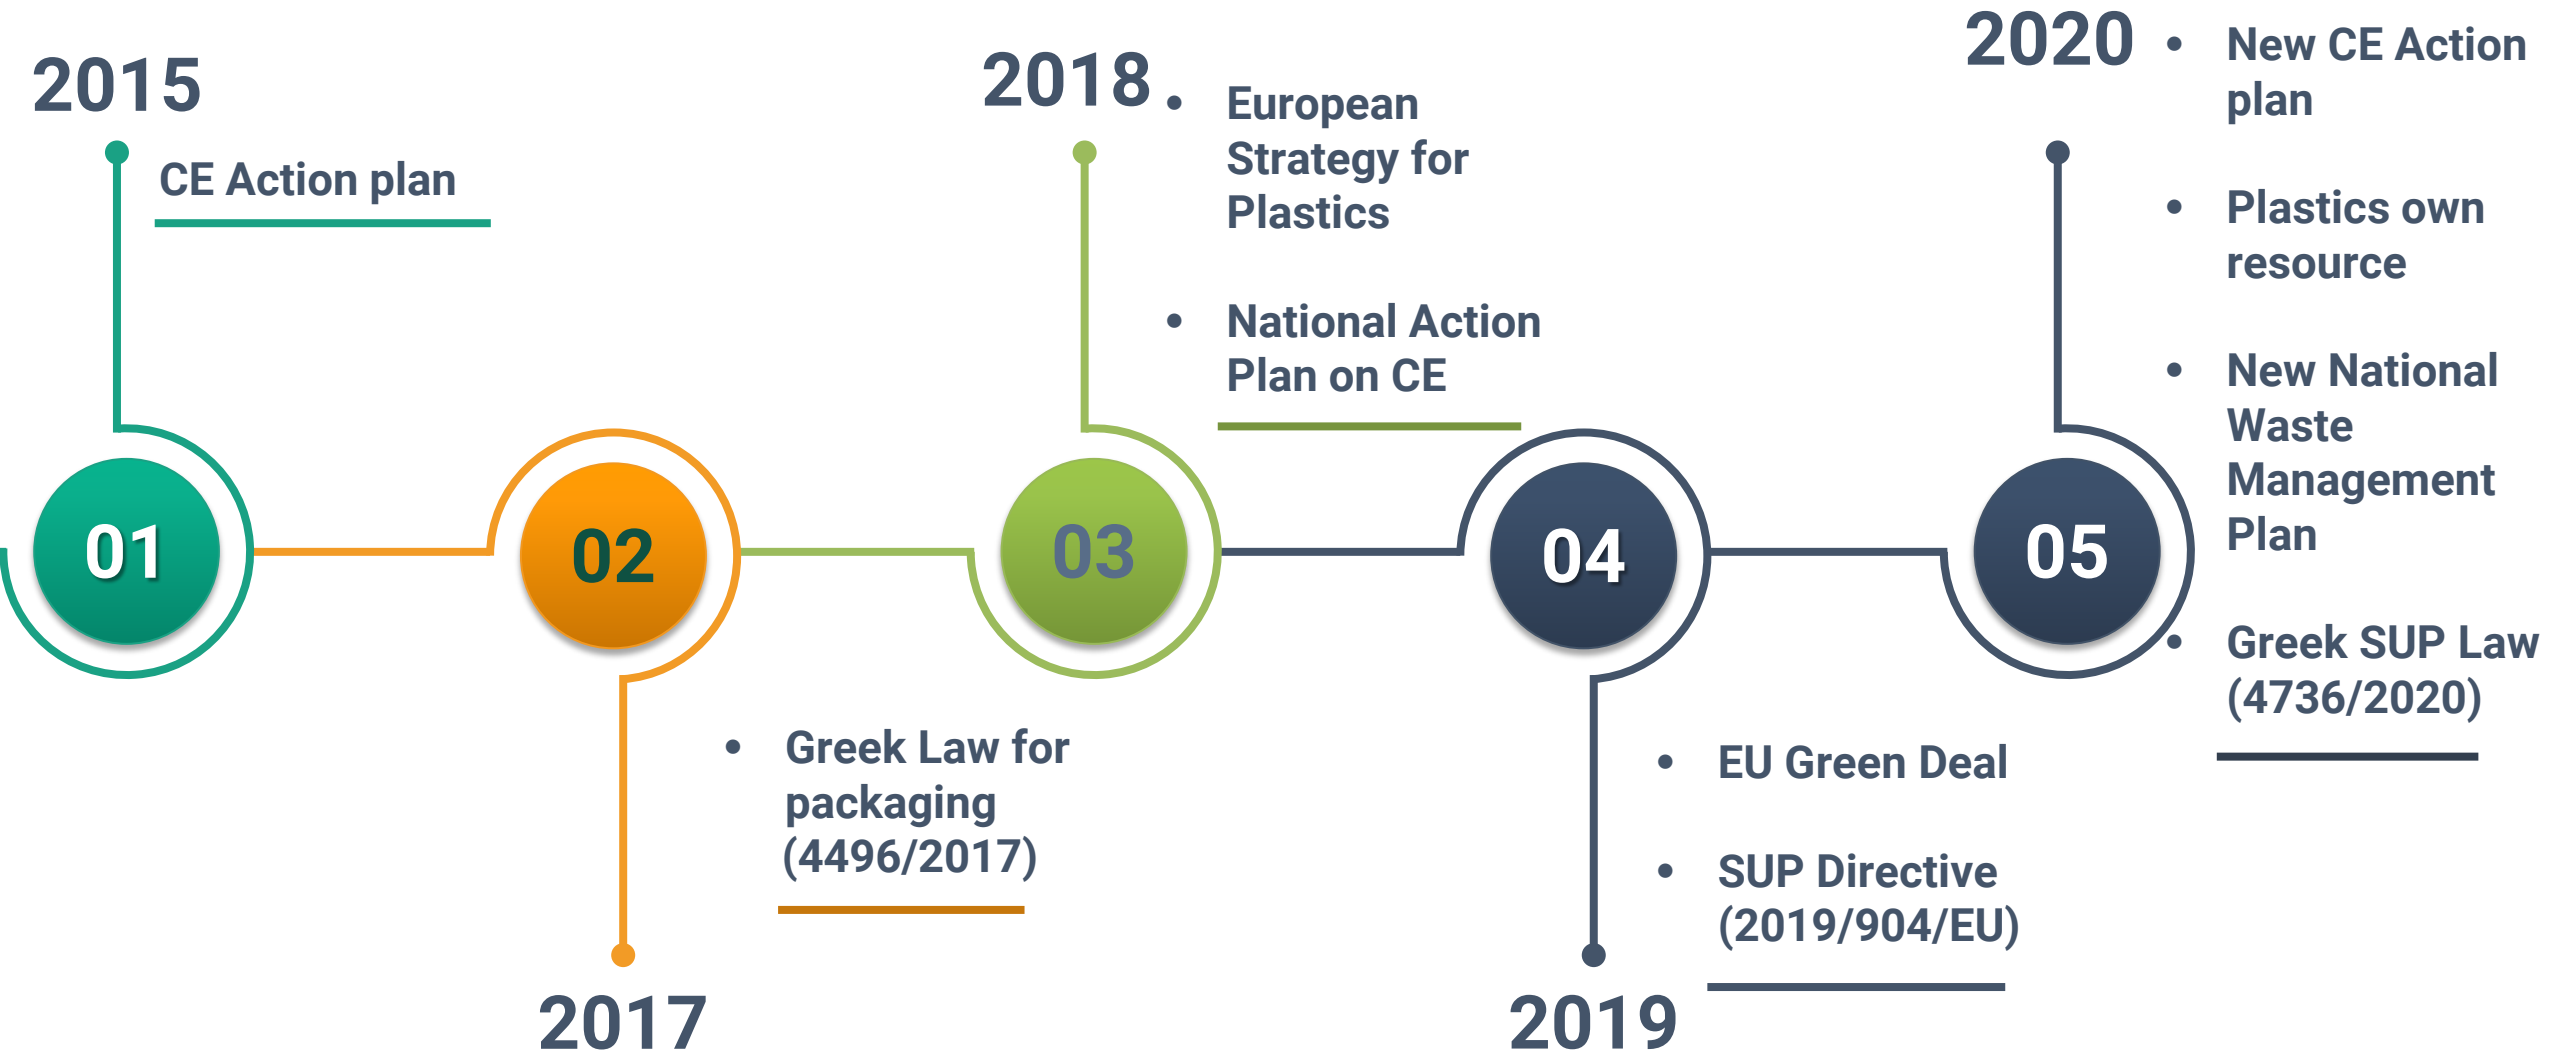 2015
CE Action plan
01
02
• Greek Law for
packaging
(4496/2017)
2017
2018
• European
Strategy for
Plastics
• National Action
Plan on CE
03
04
• EU Green Deal
• SUP Directive
(2019/904/EU)
2019
2020
• New CE Action
plan
• Plastics own
resource
• New National
Waste
Management
Plan
• Greek SUP Law
(4736/2020)
05